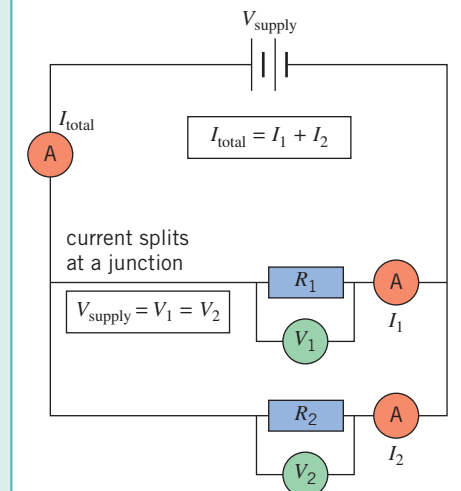 V_supply
I_total
A
I_total = I_1 + I_2
current splits
at a junction
R_1
A
V_supply = V_1 = V_2
V_1
I_1
R_2
A
V_2
I_2